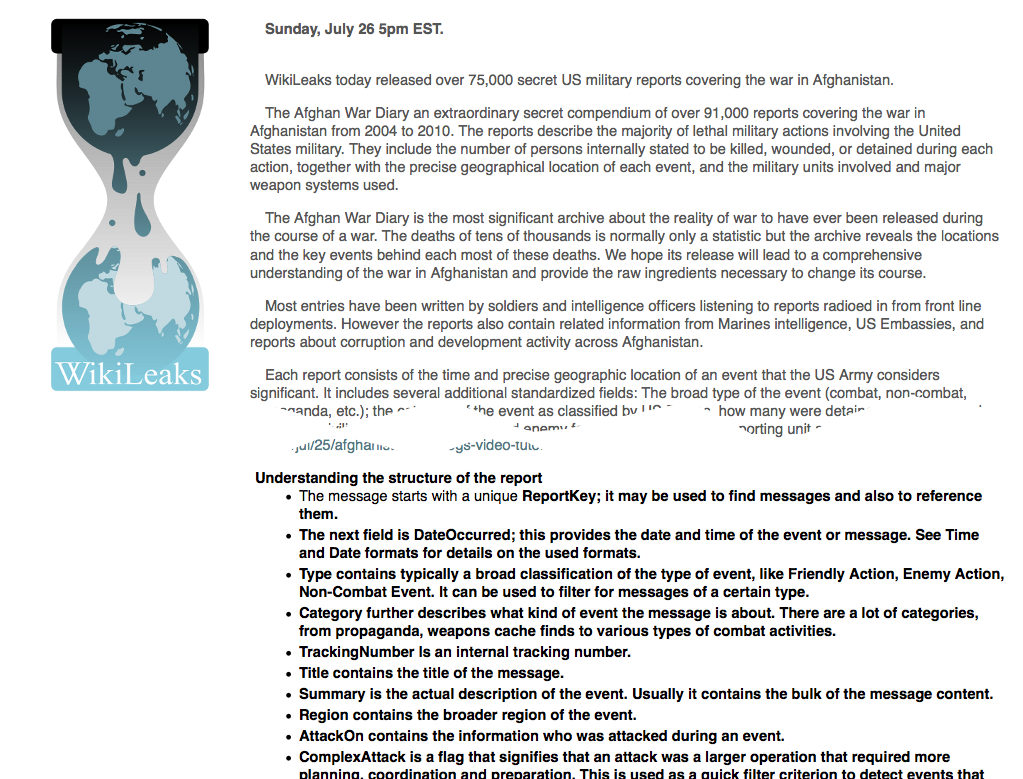 Sunday, July 26 5pm EST.
WikiLeaks today released over 75,000 secret US military reports covering the war in Afghanistan.
The Afghan War Diary an extraordinary secret compendium of over 91,000 reports covering the war in
Afghanistan from 2004 to 2010. The reports describe the majority of lethal military actions involving the United
States military. They include the number of persons internally stated to be killed, wounded, or detained during each
action, together with the precise geographical location of each event, and the military units involved and major
weapon systems used.
The Afghan War Diary is the most significant archive about the reality of war to have ever been released during
the course of a war. The deaths of tens of thousands is normally only a statistic but the archive reveals the locations
and the key events behind each most of these deaths. We hope its release will lead to a comprehensive
understanding of the war in Afghanistan and provide the raw ingredients necessary to change its course.
Most entries have been written by soldiers and intelligence officers listening to reports radioed in from front line
deployments. However the reports also contain related information from Marines intelligence, US Embassies, and
reports about corruption and development activity across Afghanistan.
WikiLeaks
Each report consists of the time and precise geographic location of an event that the US Army considers
significant. It includes several additional standardized fields: The broad type of the event (combat, non-combat,
etc.); the the event as classified by US how many were
enemy unit
Understanding the structure of the report
• The message starts with a unique ReportKey; it may be used to find messages and also to reference
them.
• The next field is DateOccurred; this provides the date and time of the event or message. See Time
and Date formats for details on the used formats.
• Type contains typically a broad classification of the type of event, like Friendly Action, Enemy Action,
Non-Combat Event. It can be used to filter for messages of a certain type.
• Category further describes what kind of event the message is about. There are a lot of categories,
from propaganda, weapons cache finds to various types of combat activities.
• TrackingNumber Is an internal tracking number.
• Title contains the title of the message.
• Summary is the actual description of the event. Usually it contains the bulk of the message content.
• Region contains the broader region of the event.
• AttackOn contains the information who was attacked during an event.
• ComplexAttack is a flag that signifies that an attack was a larger operation that required more
planning, coordination and preparation. This is used as a quick filter criterion to detect events that